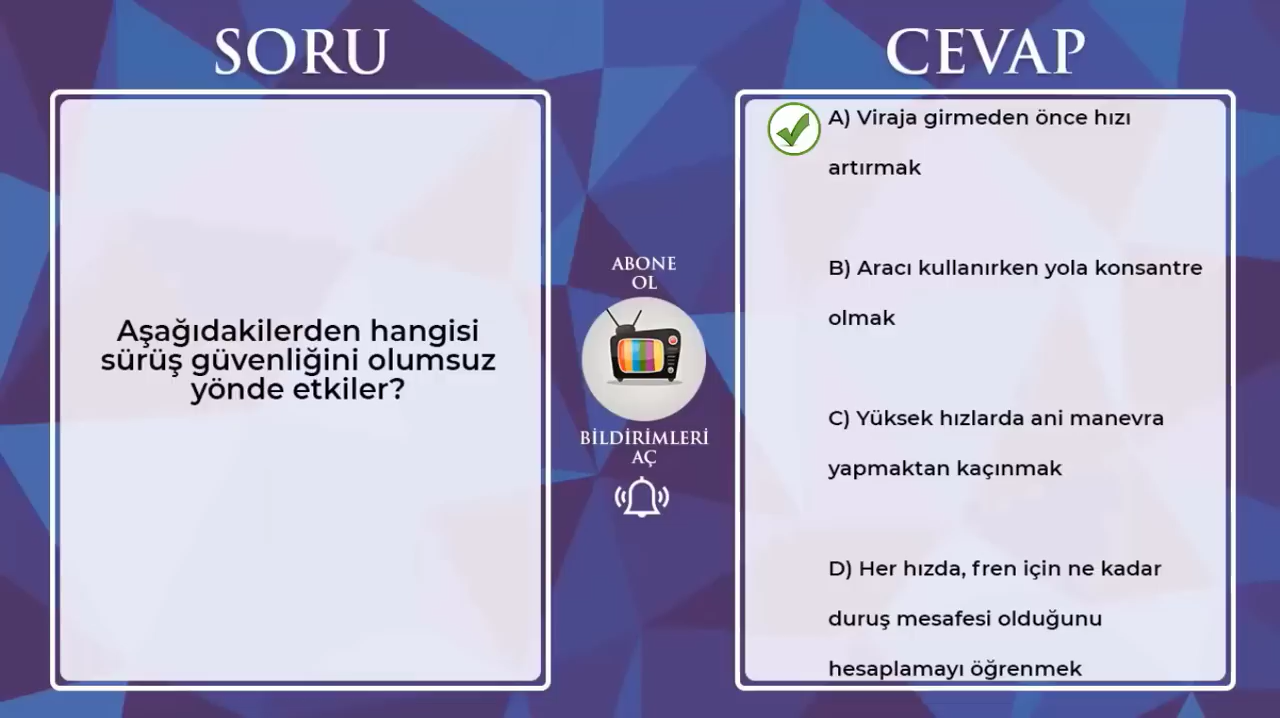 SORU
Aşağıdakilerden hangisi
sürüş güvenliğini olumsuz
yönde etkiler?
ABONE
OL
BİLDİRİMLERİ
AÇ
CEVAP
A) Viraja girmeden önce hızı
artırmak
B) Aracı kullanırken yola konsantre
olmak
C) Yüksek hızlarda ani manevra
yapmaktan kaçınmak
D) Her hızda, fren için ne kadar
duruş mesafesi olduğunu
hesaplamayı öğrenmek